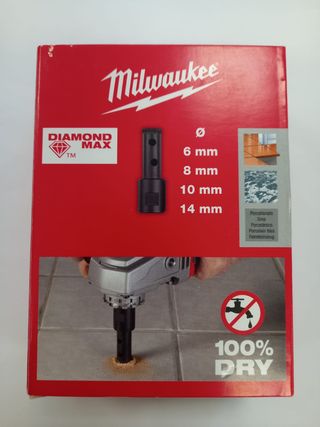 Milwaukee
DIAMOND
MAX
TM
Ø
6 mm
8 mm
10 mm
14 mm
100%
DRY